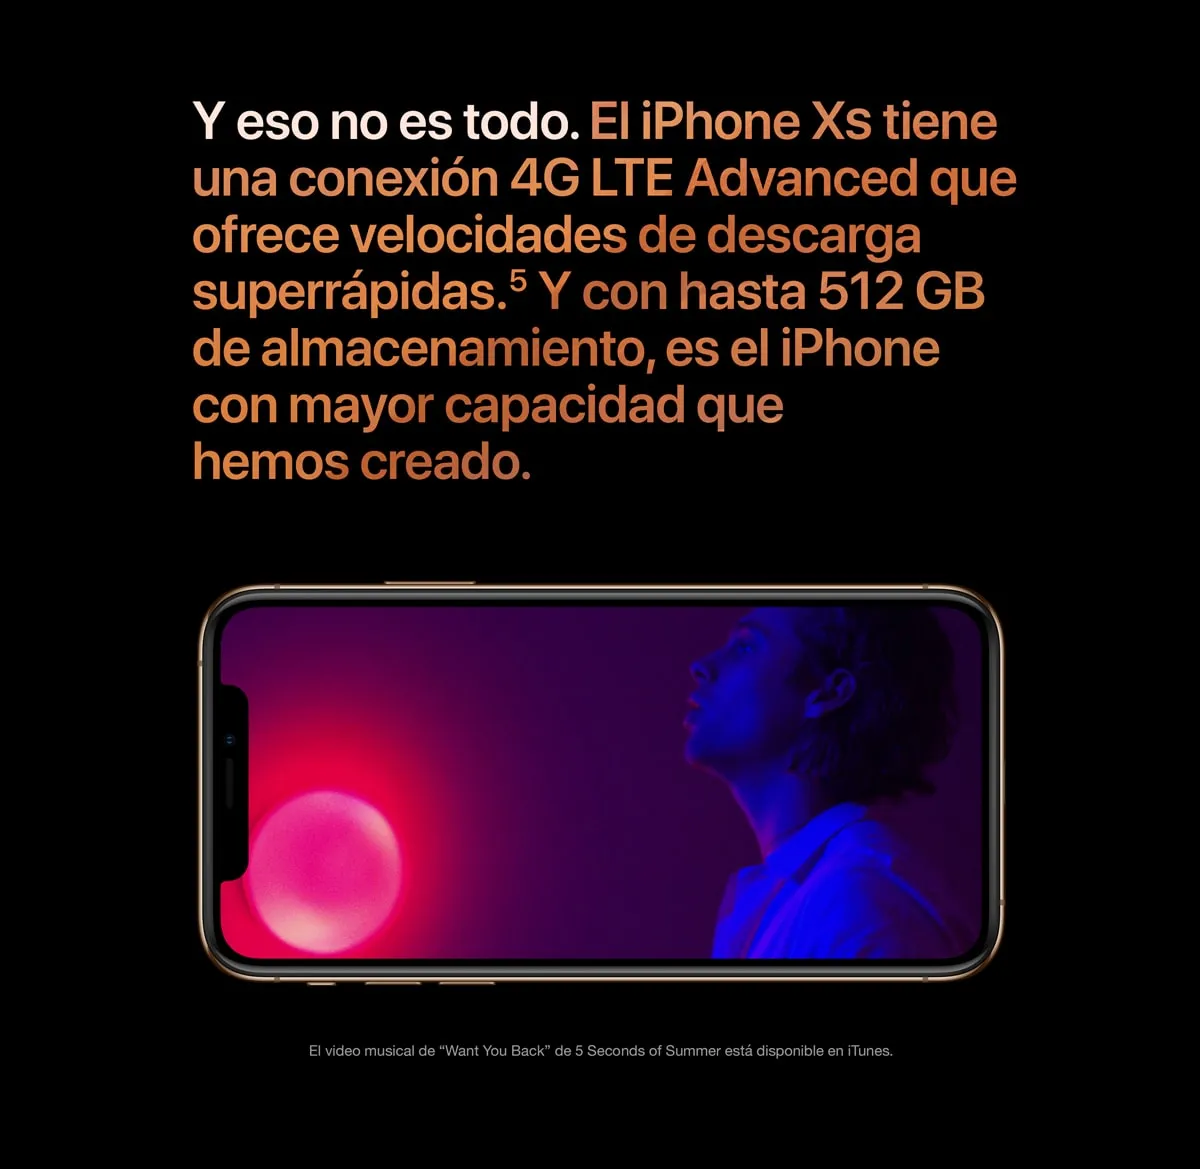 Y eso no es todo. El iPhone Xs tiene
una conexión 4G LTE Advanced que
ofrece velocidades de descarga
superrápidas.⁵ Y con hasta 512 GB
de almacenamiento, es el iPhone
con mayor capacidad que
hemos creado.
El video musical de “Want You Back” de 5 Seconds of Summer está disponible en iTunes.